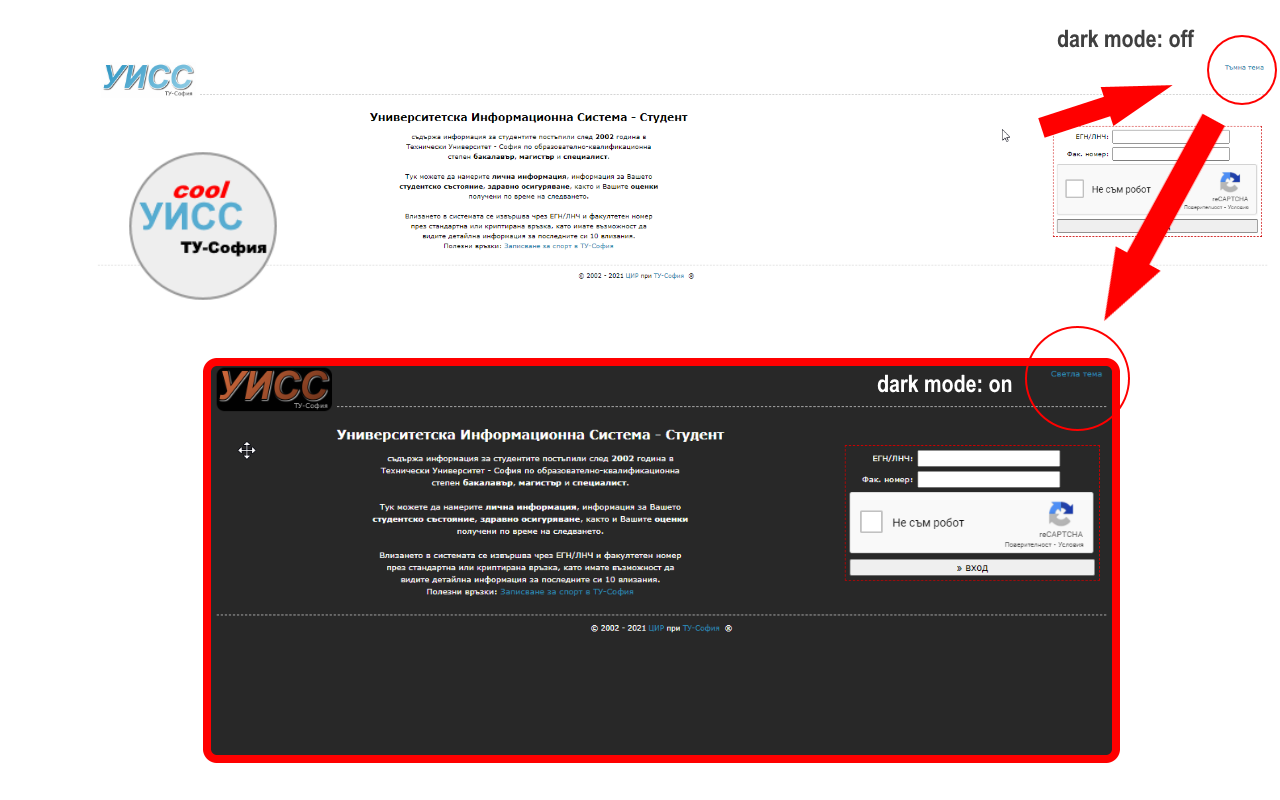 dark mode: off
Тъмна тема
УИСС
ТУ-София
Университетска Информационна Система - Студент
съдържа информация за студентите постъпили след 2002 година в
Технически Университет - София по образователно-квалификационна
степен бакалавър, магистър и специалист.
Тук можете да намерите лична информация, информация за Вашето
студентско състояние, здравно осигуряване, както и Вашите оценки
получени по време на следването.
Влизането в системата се извършва чрез ЕГН/ЛНЧ и факултетен номер
през стандартна или криптирана връзка, като имате възможност да
видите детайлна информация за последните си 10 влизания.
Полезни връзки: Записване за спорт в ТУ-София
ЕГН/ЛНЧ:
Фак. номер:
Не съм робот
reCAPTCHA
Поверителност - Условия
cool
УИСС
ТУ-София
© 2002 - 2021 ЦИР при ТУ-София ®
dark mode: on
Светла тема
УИСС
ТУ-София
Университетска Информационна Система - Студент
съдържа информация за студентите постъпили след 2002 година в
Технически Университет - София по образователно-квалификационна
степен бакалавър, магистър и специалист.
Тук можете да намерите лична информация, информация за Вашето
студентско състояние, здравно осигуряване, както и Вашите оценки
получени по време на следването.
Влизането в системата се извършва чрез ЕГН/ЛНЧ и факултетен номер
през стандартна или криптирана връзка, като имате възможност да
видите детайлна информация за последните си 10 влизания.
Полезни връзки: Записване за спорт в ТУ-София
ЕГН/ЛНЧ:
Фак. номер:
Не съм робот
reCAPTCHA
Поверителност - Условия
» вход
© 2002 - 2021 ЦИР при ТУ-София ®